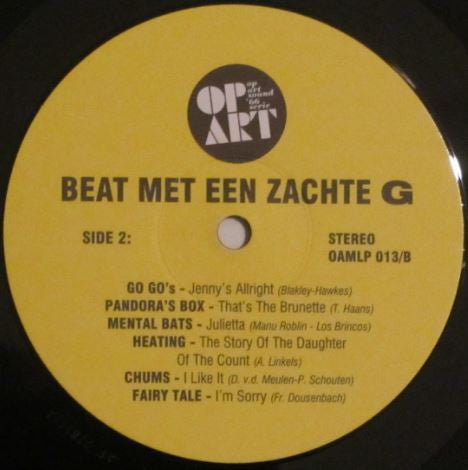 OP ART
op
art
sound
'66
serie
BEAT MET EEN ZACHTE G
SIDE 2:
STEREO
OAMLP 013/B
GO GO's - Jenny's Allright (Blakley-Hawkes)
PANDORA'S BOX - That's The Brunette (T. Haans)
MENTAL BATS - Julietta (Manu Roblin - Los Brincos)
HEATING - The Story Of The Daughter
Of The Count (A. Linkels)
CHUMS - I Like It (D. v.d. Meulen-P. Schouten)
FAIRY TALE - I'm Sorry (Fr. Dousenbach)